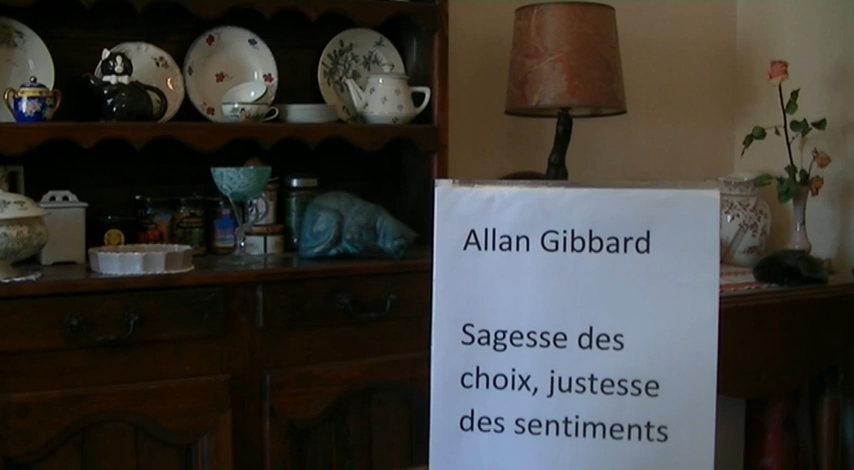 Allan Gibbard
Sagesse des
choix, justesse
des sentiments